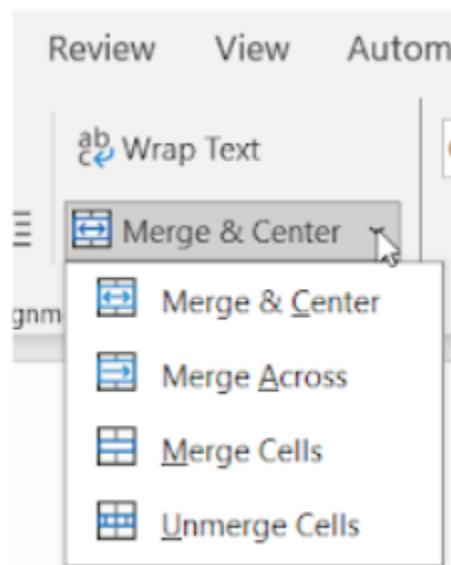 Review View Autom
Wrap Text
Merge & Center
gnm
Merge & Center
Merge Across
Merge Cells
Unmerge Cells